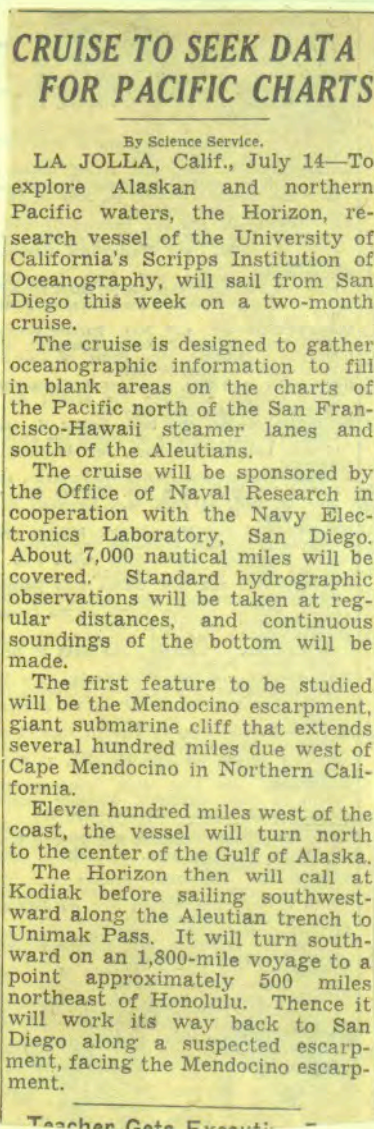 CRUISE TO SEEK DATA
FOR PACIFIC CHARTS
By Science Service.
LA JOLLA, Calif., July 14—To
explore Alaskan and northern
Pacific waters, the Horizon, re-
search vessel of the University of
California's Scripps Institution of
Oceanography, will sail from San
Diego this week on a two-month
cruise.
The cruise is designed to gather
oceanographic information to fill
in blank areas on the charts of
the Pacific north of the San Fran-
cisco-Hawaii steamer lanes and
south of the Aleutians.
The cruise will be sponsored by
the Office of Naval Research in
cooperation with the Navy Elec-
tronics Laboratory, San Diego.
About 7,000 nautical miles will be
covered. Standard hydrographic
observations will be taken at reg-
ular distances, and continuous
soundings of the bottom will be
made.
The first feature to be studied
will be the Mendocino escarpment,
giant submarine cliff that extends
several hundred miles due west of
Cape Mendocino in Northern Cali-
fornia.
Eleven hundred miles west of the
coast, the vessel will turn north
to the center of the Gulf of Alaska.
The Horizon then will call at
Kodiak before sailing southwest-
ward along the Aleutian trench to
Unimak Pass. It will turn south-
ward on an 1,800-mile voyage to a
point approximately 500 miles
northeast of Honolulu. Thence it
will work its way back to San
Diego along a suspected escarp-
ment, facing the Mendocino escarp-
ment.
Teacher Gets